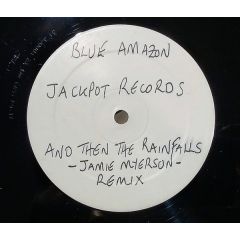 BLUE AMAZON
JACKPOT RECORDS
AND THEN THE RAINFALLS
- JAMIE MYERSON -
REMIX